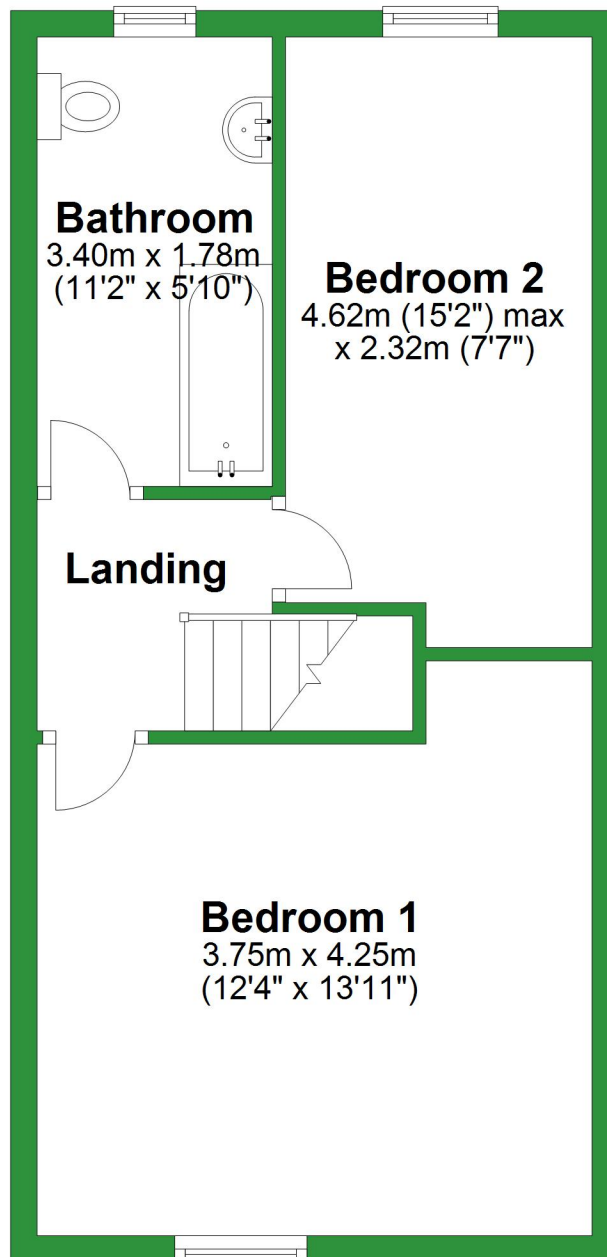 Bathroom
3.40m x 1.78m
(11'2" x 5'10")
Bedroom 2
4.62m (15'2") max
x 2.32m (7'7")
Landing
Bedroom 1
3.75m x 4.25m
(12'4" x 13'11")